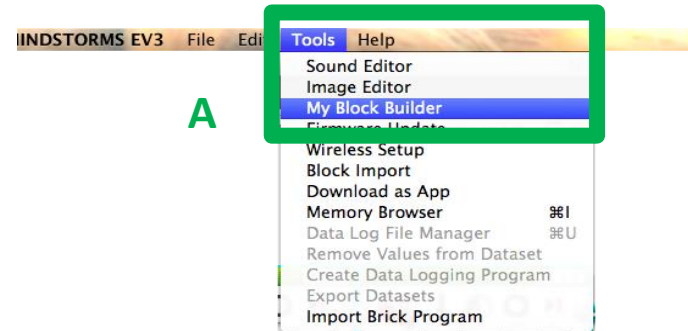 INDSTORMS EV3 File Edi Tools Help
Sound Editor
Image Editor
My Block Builder
A
Firmware Update
Wireless Setup
Block Import
Download as App
Memory Browser ⌘I
Data Log File Manager ⌘U
Remove Values from Dataset
Create Data Logging Program
Export Datasets
Import Brick Program